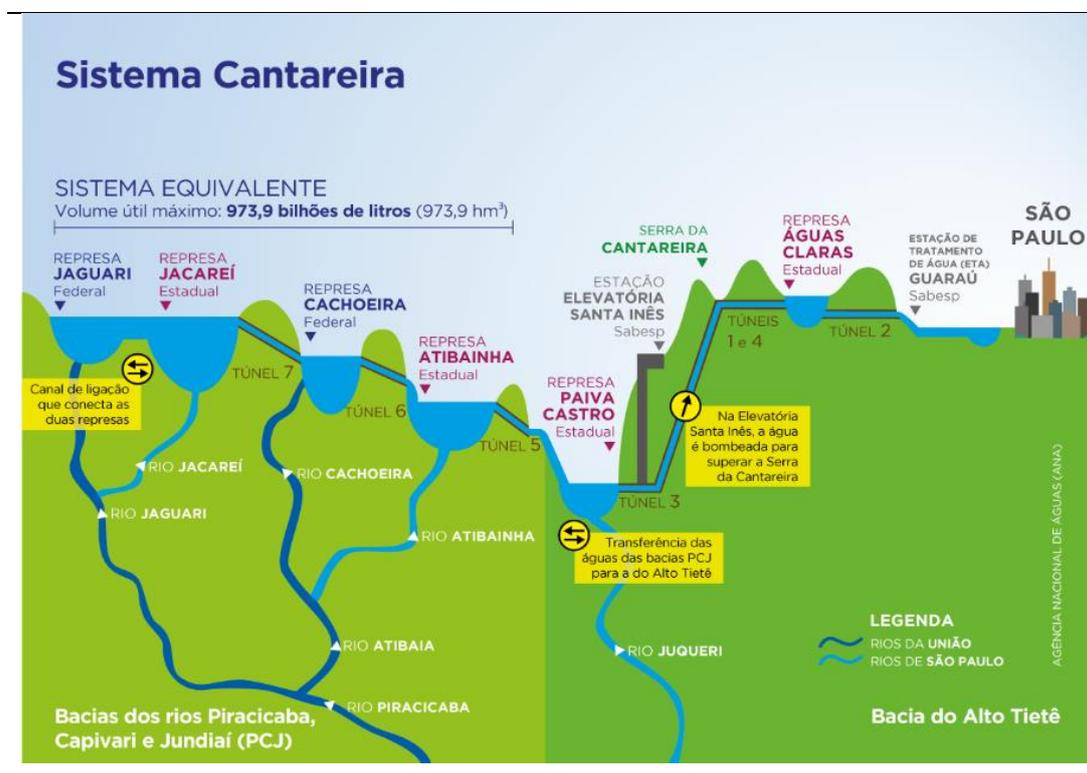 Sistema Cantareira
SISTEMA EQUIVALENTE
Volume útil máximo: 973,9 bilhões de litros (973,9 hm³)
REPRESA
JAGUARI
Federal
REPRESA
JACAREÍ
Estadual
REPRESA
CACHOEIRA
Federal
REPRESA
ATIBAINHA
Estadual
REPRESA
PAIVA
CASTRO
Estadual
ESTAÇÃO
ELEVATÓRIA
SANTA INÊS
Sabesp
SERRA DA
CANTAREIRA
REPRESA
ÁGUAS
CLARAS
Estadual
ESTAÇÃO DE
TRATAMENTO
DE ÁGUA (ETA)
GUARAÚ
Sabesp
SÃO
PAULO
TÚNEL 7
TÚNEL 6
TÚNEL 5
TÚNEL 3
TÚNEIS
1 e 4
TÚNEL 2
Canal de ligação
que conecta as
duas represas
Na Elevatória
Santa Inês, a água
é bombeada para
superar a Serra
da Cantareira
Transferência das
águas das bacias PCJ
para a do Alto Tietê
RIO JACAREÍ
RIO JAGUARI
RIO CACHOEIRA
RIO ATIBAINHA
RIO ATIBAIA
RIO PIRACICABA
RIO JUQUERI
LEGENDA
RIOS DA UNIÃO
RIOS DE SÃO PAULO
Bacias dos rios Piracicaba,
Capivari e Jundiaí (PCJ)
Bacia do Alto Tietê
AGÊNCIA NACIONAL DE ÁGUAS (ANA)